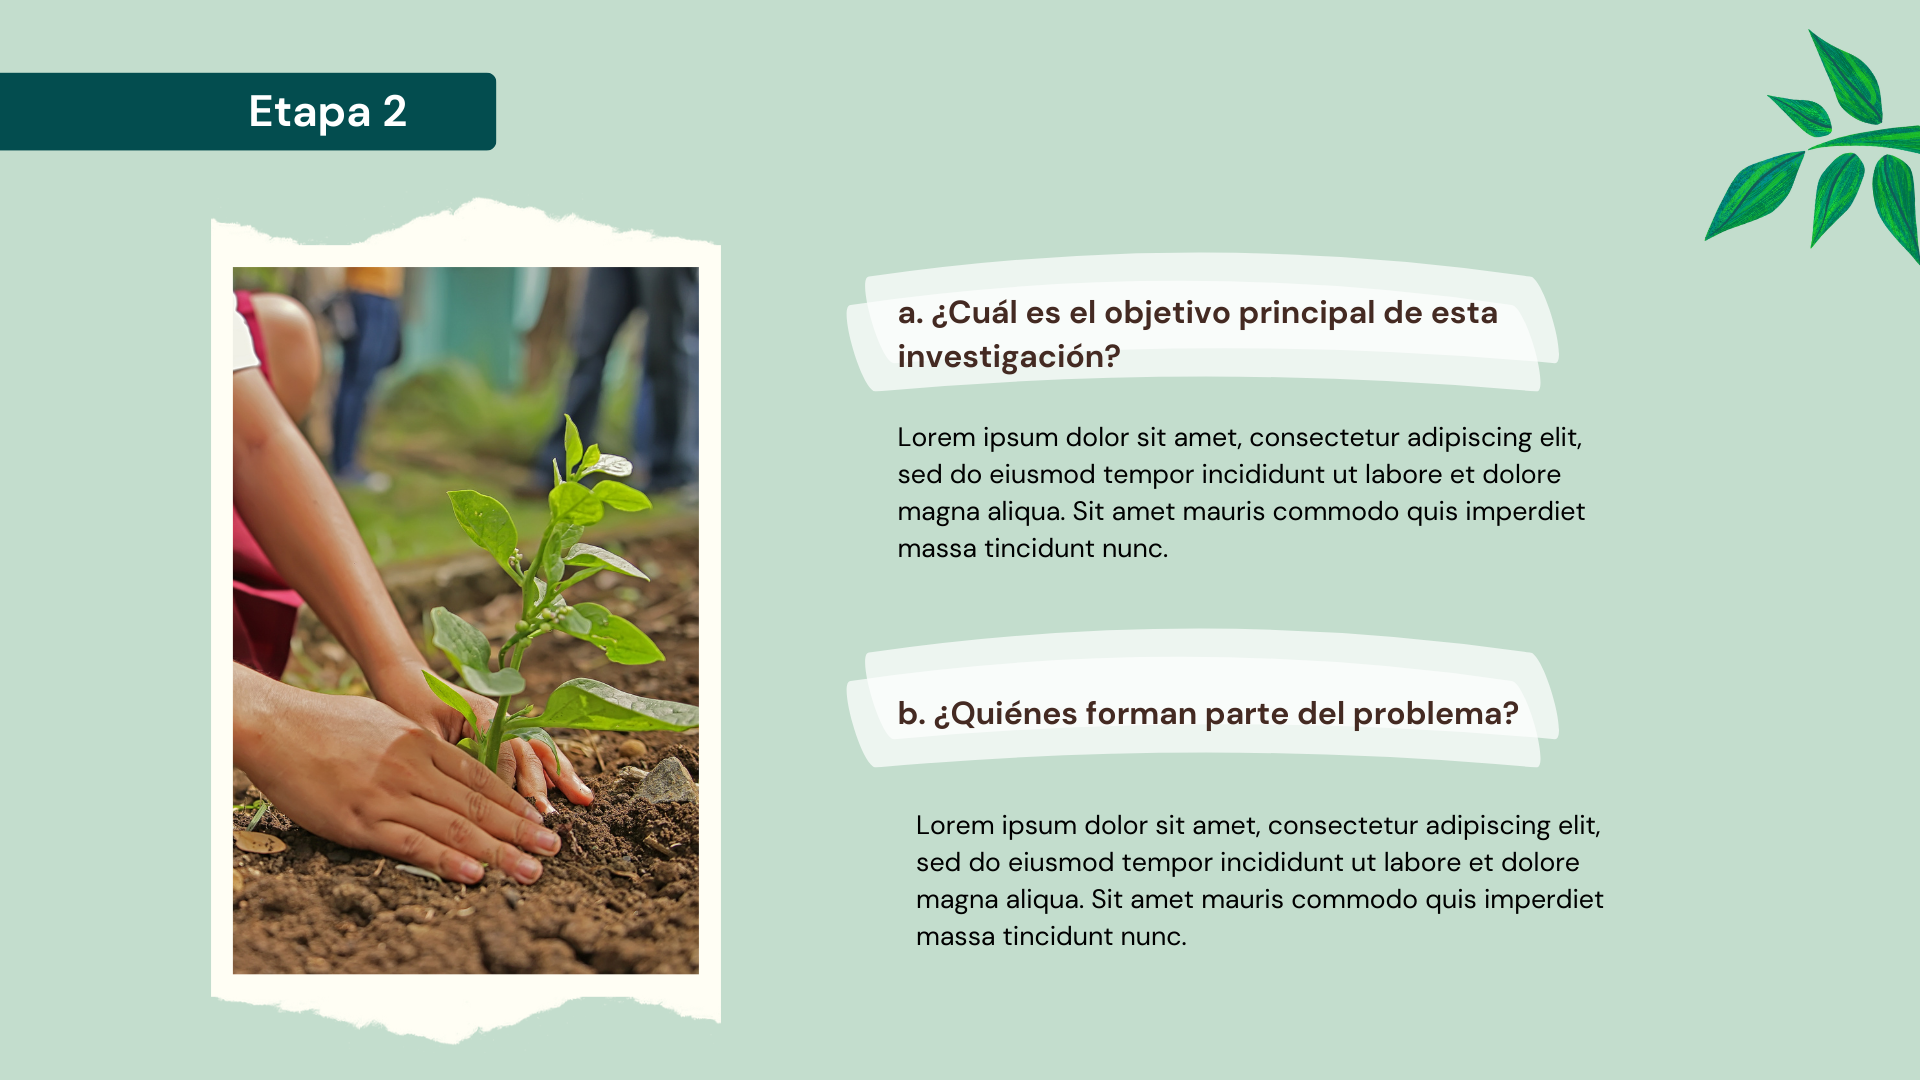 Etapa 2
a. ¿Cuál es el objetivo principal de esta
investigación?
Lorem ipsum dolor sit amet, consectetur adipiscing elit,
sed do eiusmod tempor incididunt ut labore et dolore
magna aliqua. Sit amet mauris commodo quis imperdiet
massa tincidunt nunc.
b. ¿Quiénes forman parte del problema?
Lorem ipsum dolor sit amet, consectetur adipiscing elit,
sed do eiusmod tempor incididunt ut labore et dolore
magna aliqua. Sit amet mauris commodo quis imperdiet
massa tincidunt nunc.